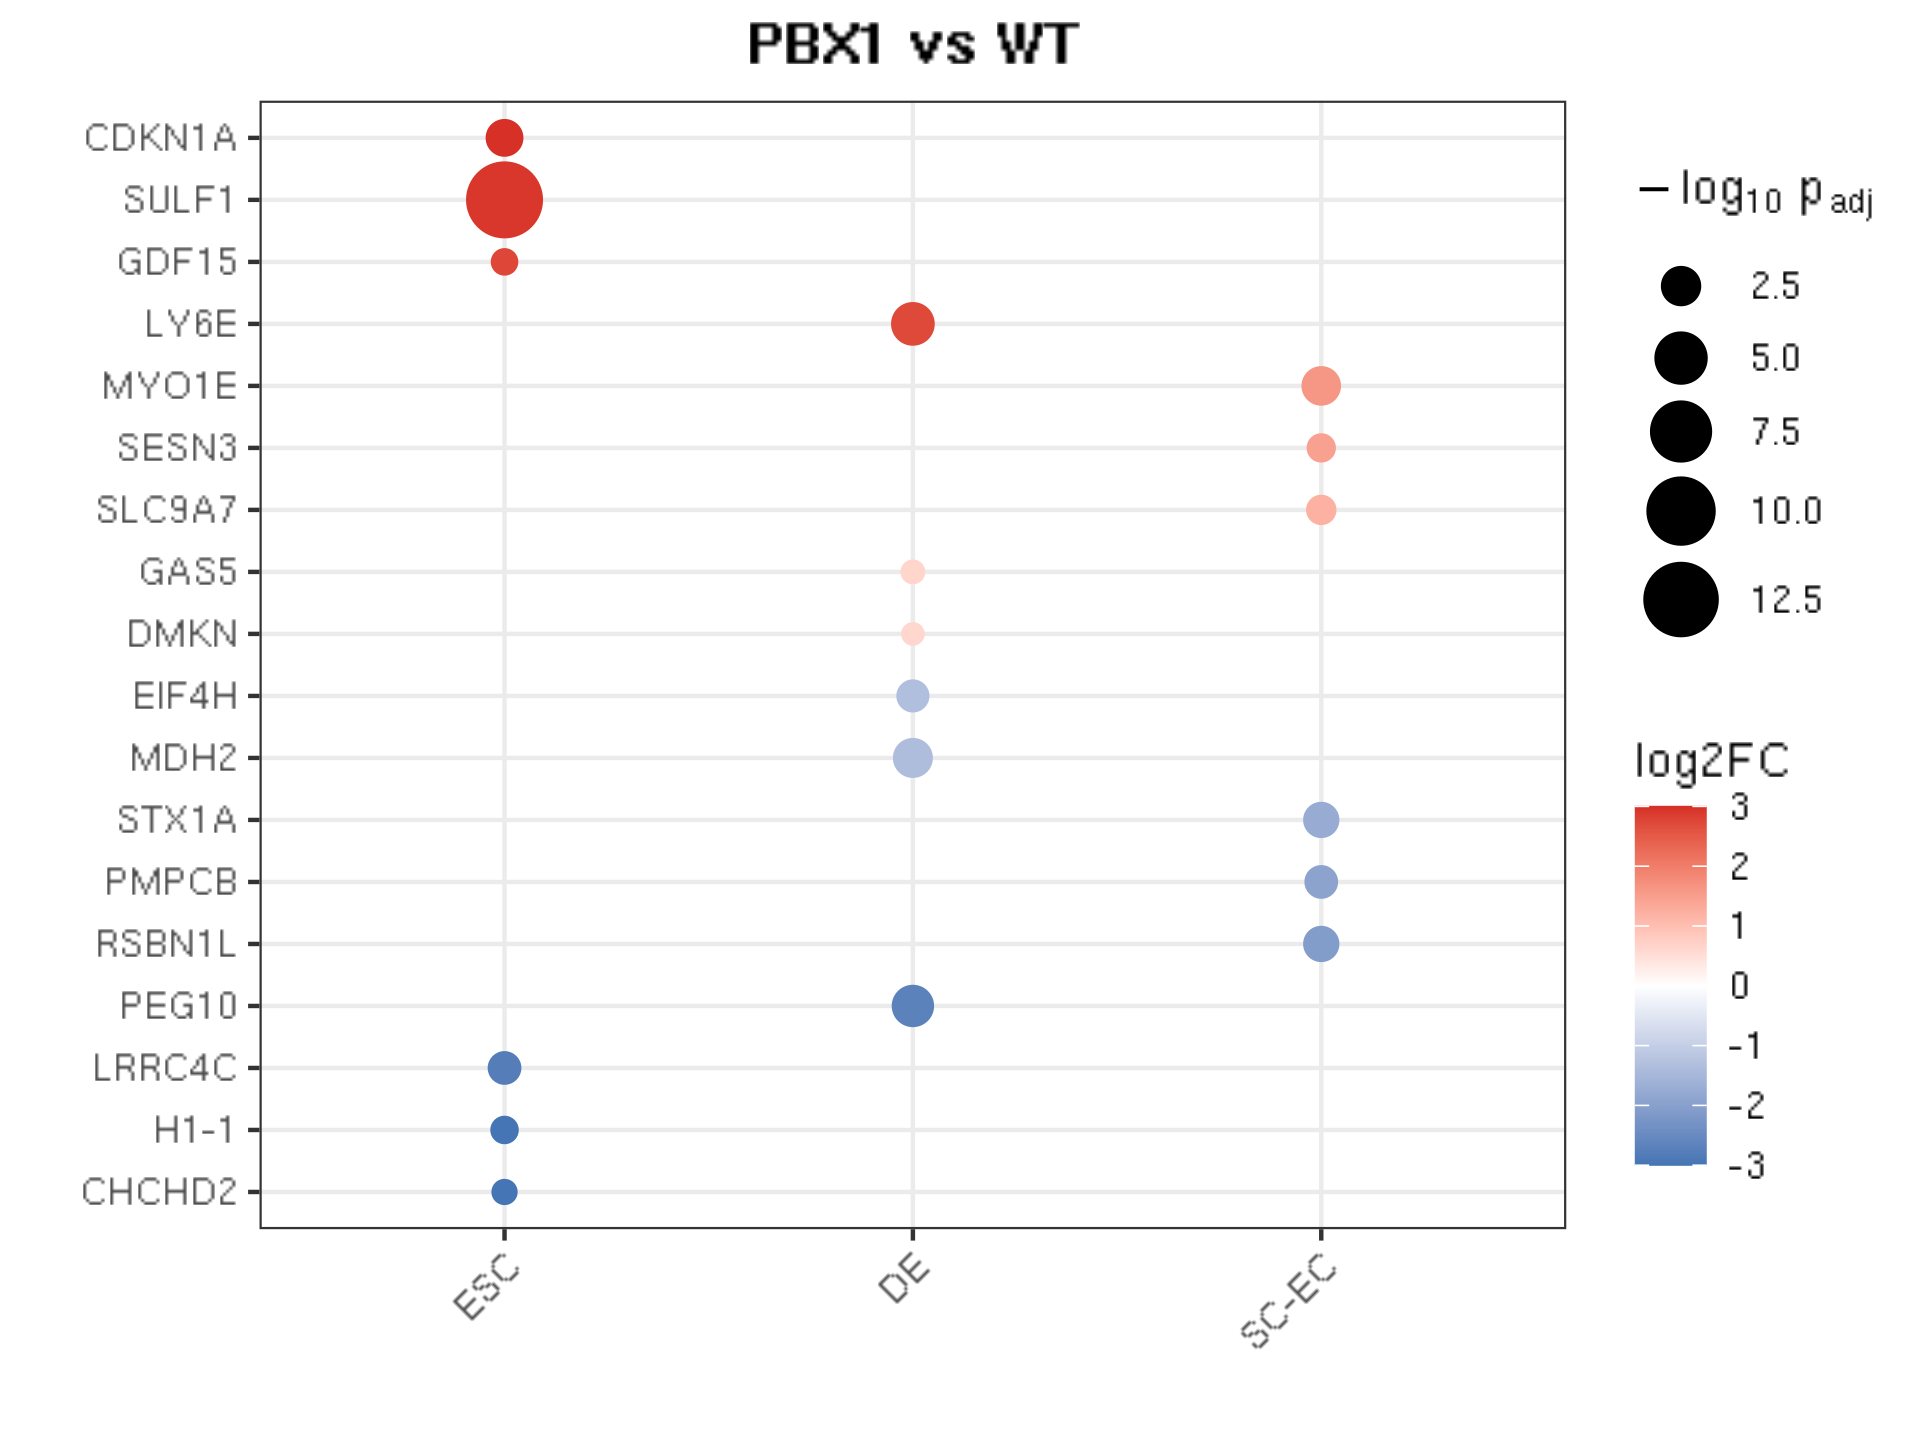 PBX1 vs WT
CDKN1A
SULF1
GDF15
LY6E
MYO1E
SESN3
SLC9A7
GAS5
DMKN
EIF4H
MDH2
STX1A
PMPCB
RSBN1L
PEG10
LRRC4C
H1-1
CHCHD2
ESC
DE
SC-EC
− log10 p adj
2.5
5.0
7.5
10.0
12.5
log2FC
3
2
1
0
-1
-2
-3